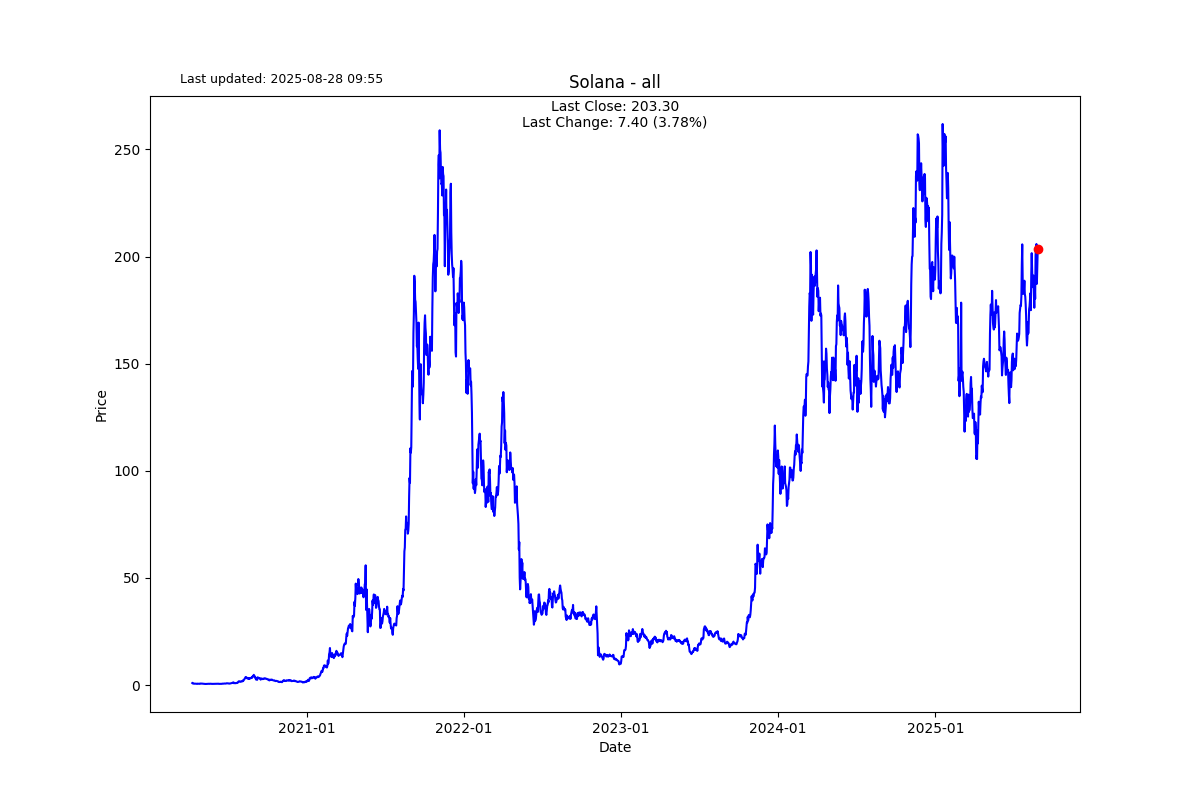 Last updated: 2025-08-28 09:55
Solana - all
Last Close: 203.30
Last Change: 7.40 (3.78%)
250
200
150
100
50
0
Price
2021-01
2022-01
2023-01
2024-01
2025-01
Date